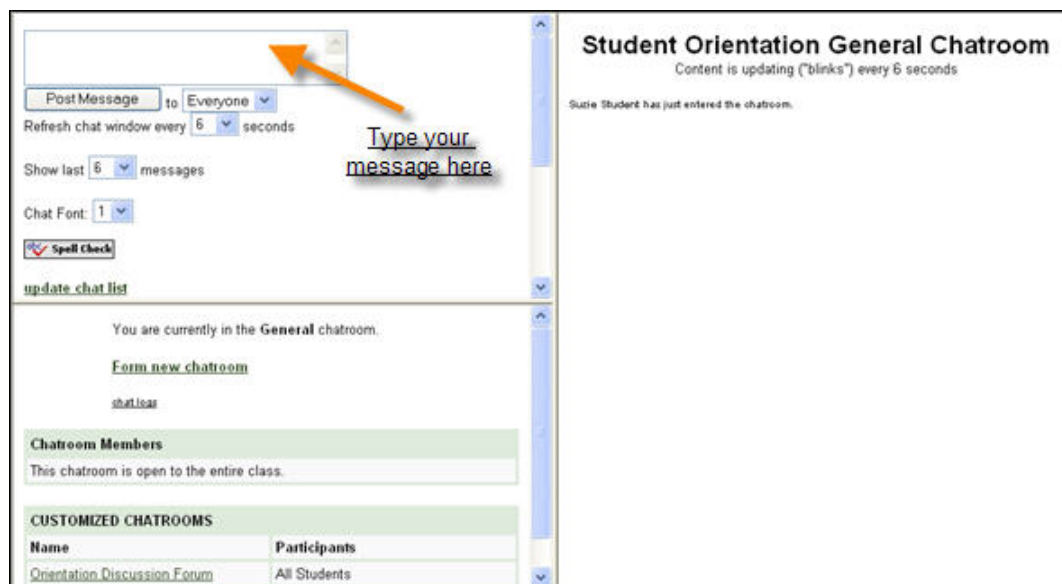 Post Message to Everyone
Refresh chat window every 6 seconds
Type your
message here
Show last 6 messages
Chat Font: 1
abc Spell Check
update chat list
You are currently in the General chatroom.
Form new chatroom
chat logs
Chatroom Members
This chatroom is open to the entire class.
CUSTOMIZED CHATROOMS
Name Participants
Orientation Discussion Forum All Students
Student Orientation General Chatroom
Content is updating ("blinks") every 6 seconds
Suzie Student has just entered the chatroom.